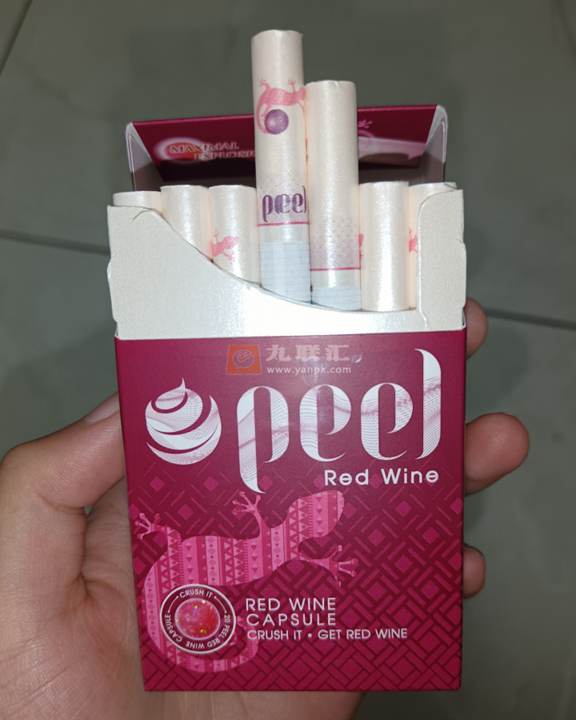 MAXIMAL
peel
九联汇
www.yanpk.com
peel
Red Wine
CRUSH IT
RED WINE
CAPSULE
CRUSH IT • GET RED WINE